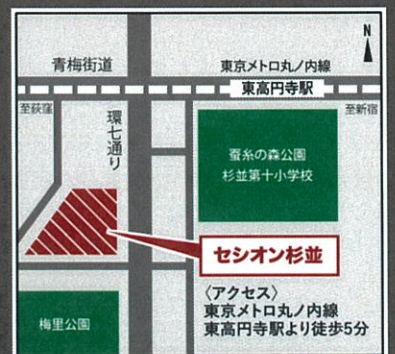 N
青梅街道
東京メトロ丸ノ内線
東高円寺駅
至荻窪
至新宿
環七通り
蚕糸の森公園
杉並第十小学校
セシオン杉並
梅里公園
〈アクセス〉
東京メトロ丸ノ内線
東高円寺駅より徒歩5分